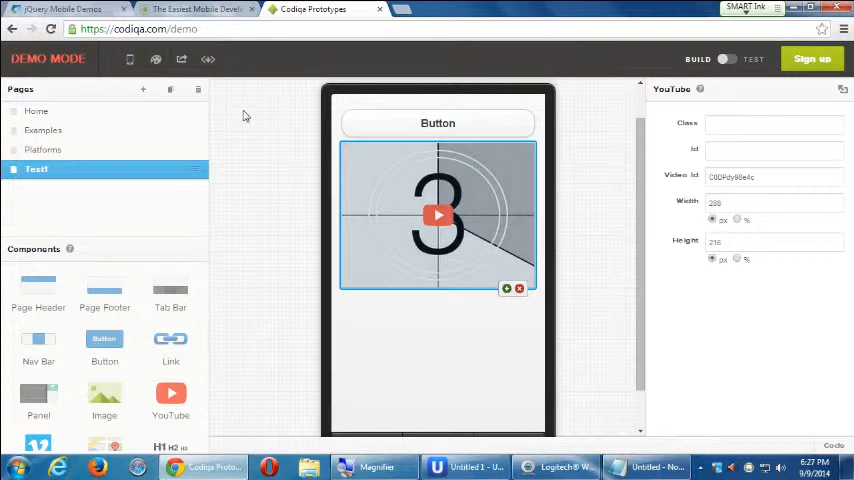 jQuery Mobile Demos
The Easiest Mobile Devel
Codiqa Prototypes
SMART Ink
https://codiqa.com/demo
DEMO MODE
BUILD
TEST
Sign up
Pages
Home
Examples
Platforms
Test1
Components
Page Header
Page Footer
Tab Bar
Button
Nav Bar
Button
Link
Panel
Image
YouTube
H1 H2
Button
3
YouTube
Class
Id
Video Id
C0DPdy98e4c
Width
288
px
%
Height
216
px
%
Code
Codiqa Proto...
Magnifier
Untitled 1 - U...
Logitech® W...
Untitled - No...
6:27 PM
9/9/2014